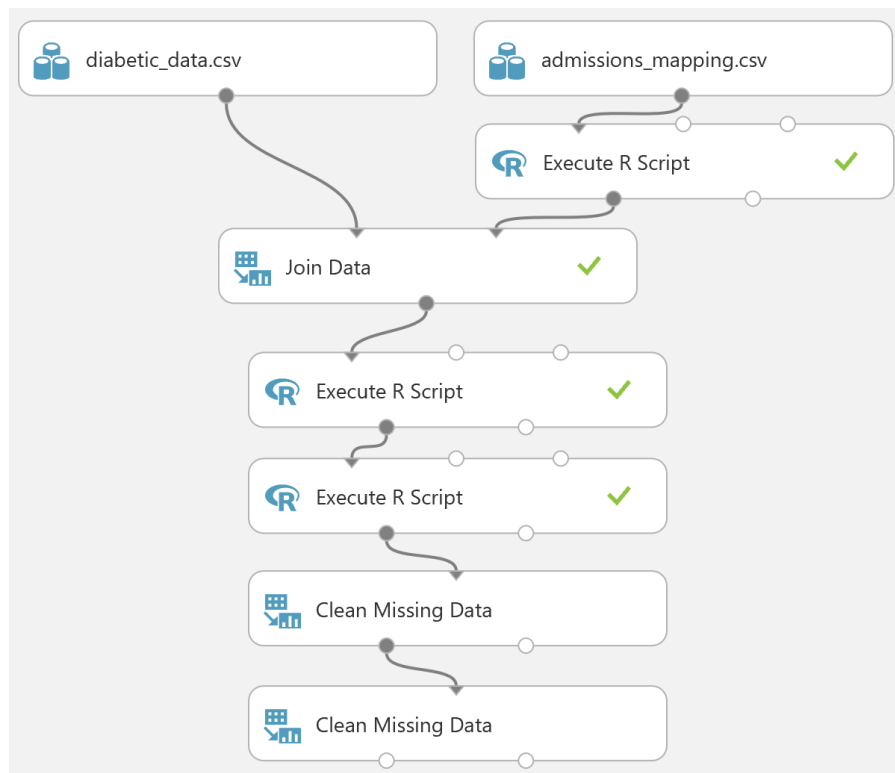 diabetic_data.csv
admissions_mapping.csv
R Execute R Script
Join Data
R Execute R Script
R Execute R Script
Clean Missing Data
Clean Missing Data